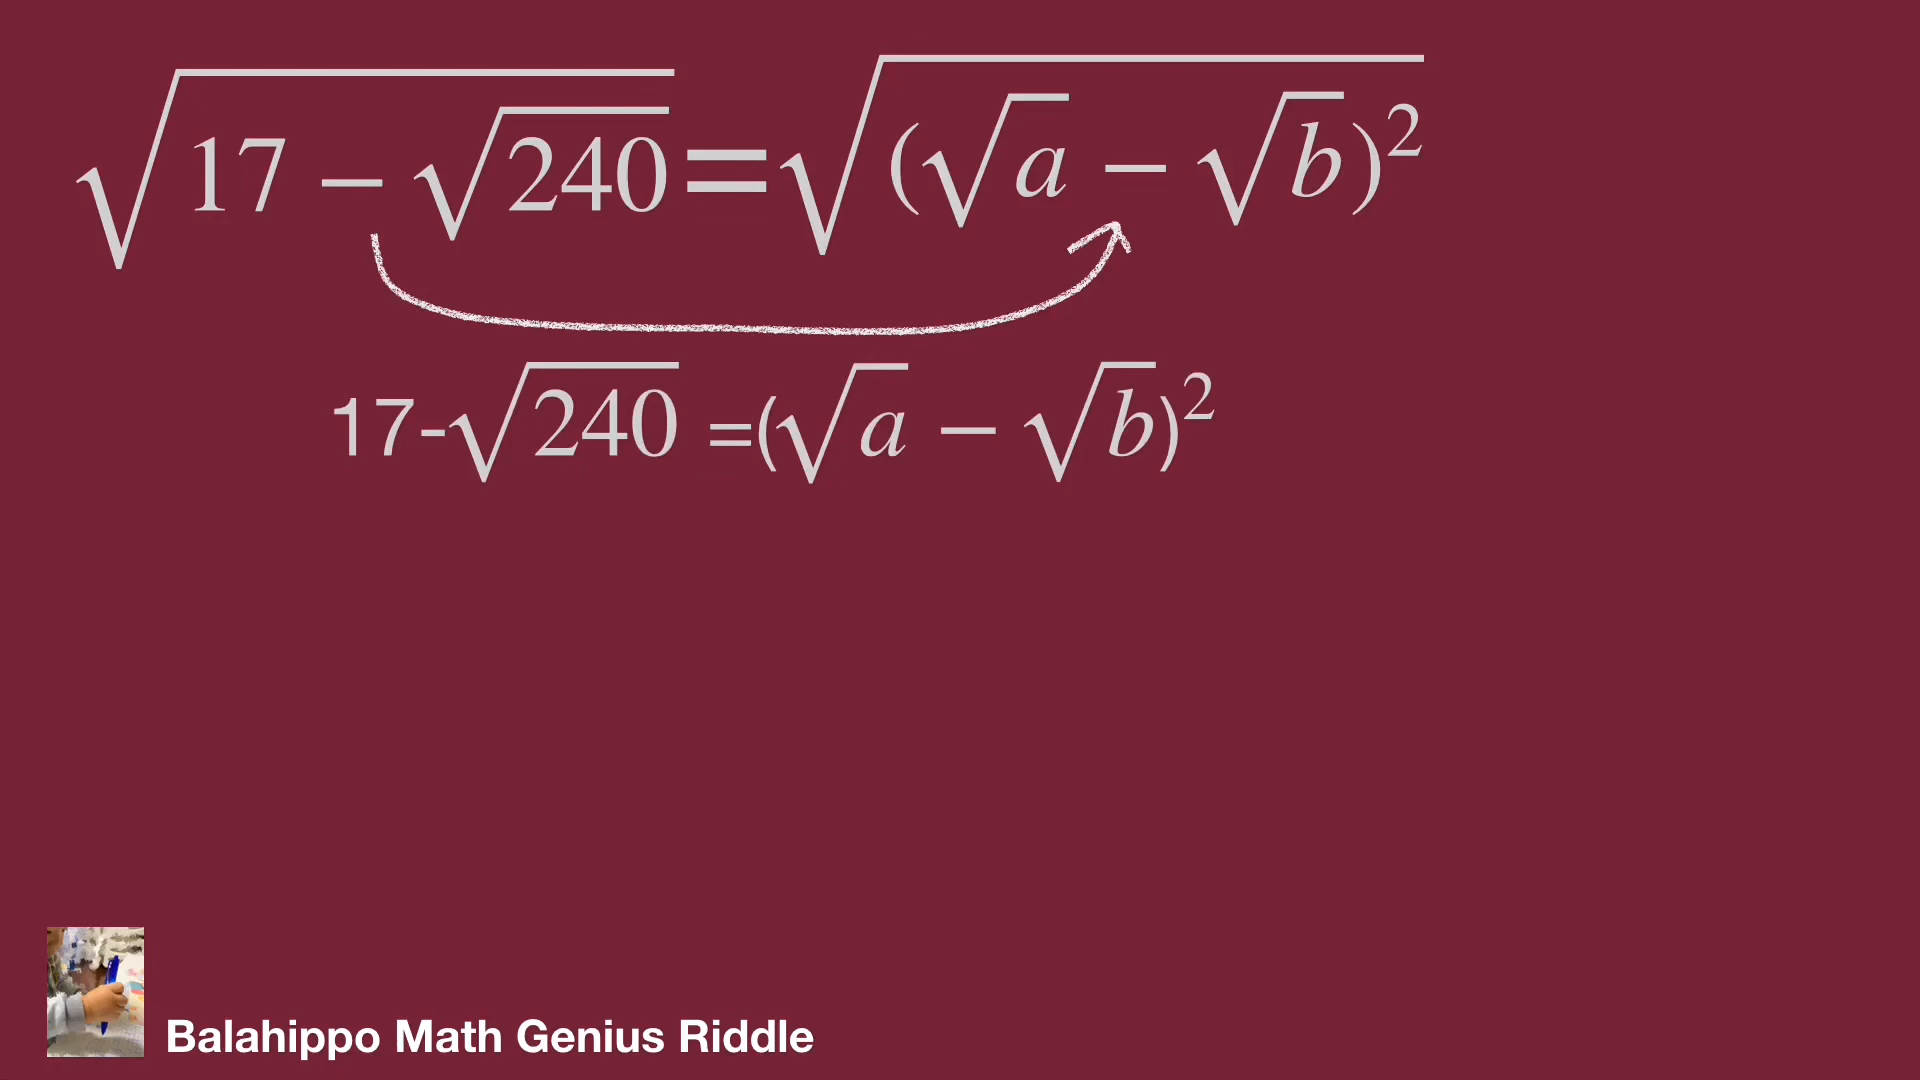 √(17 − √240)=√((√a − √b)²)
17-√240 =(√a − √b)²
Balahippo Math Genius Riddle